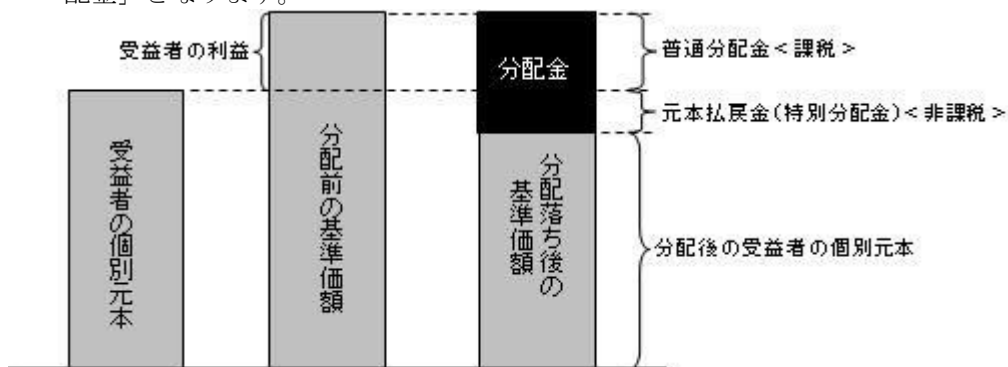 配金」となります。
受益者の利益
分配金
普通分配金＜課税＞
元本払戻金(特別分配金)＜非課税＞
受益者の個別元本
分配前の基準価額
分配落ち後の
基準価額
分配後の受益者の個別元本